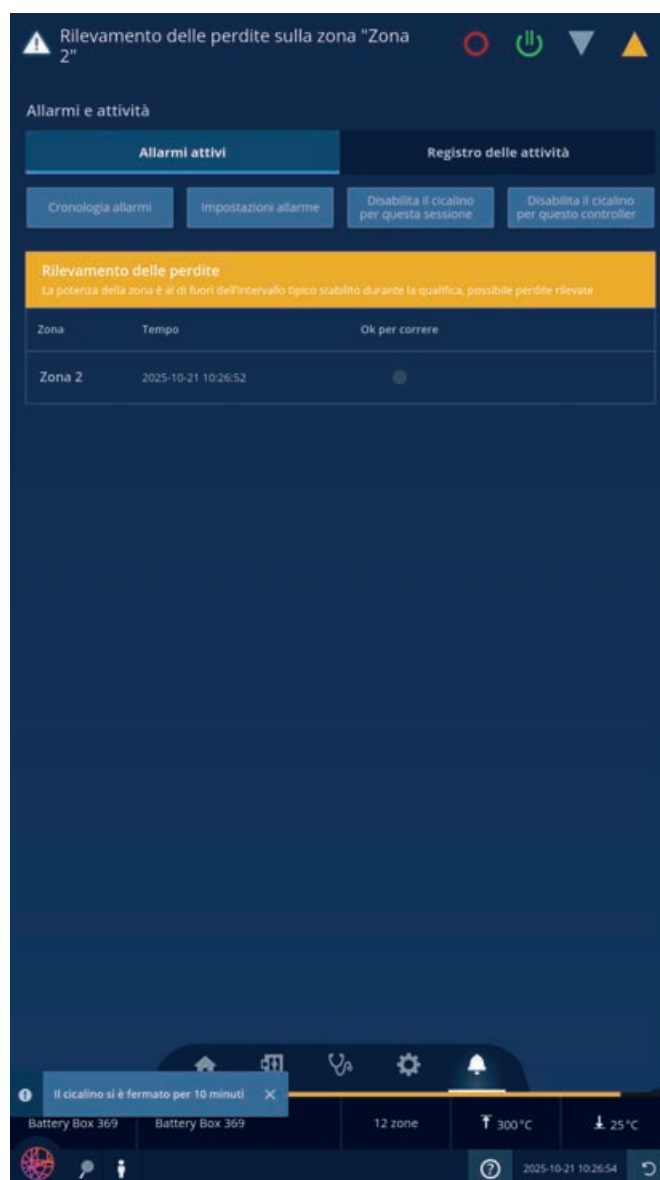 Rilevamento delle perdite sulla zona "Zona
2"
Allarmi e attività
Allarmi attivi
Registro delle attività
Cronologia allarmi
Impostazioni allarme
Disabilita il cicalino
per questa sessione
Disabilita il cicalino
per questo controller
Rilevamento delle perdite
La potenza della zona è al di fuori dell'intervallo tipico stabilito durante la qualifica, possibile perdite rilevate
Zona Tempo Ok per correre
Zona 2 2025-10-21 10:26:52
Il cicalino si è fermato per 10 minuti
Battery Box 369 Battery Box 369 12 zone 300°C 25°C
2025-10-21 10:26:54